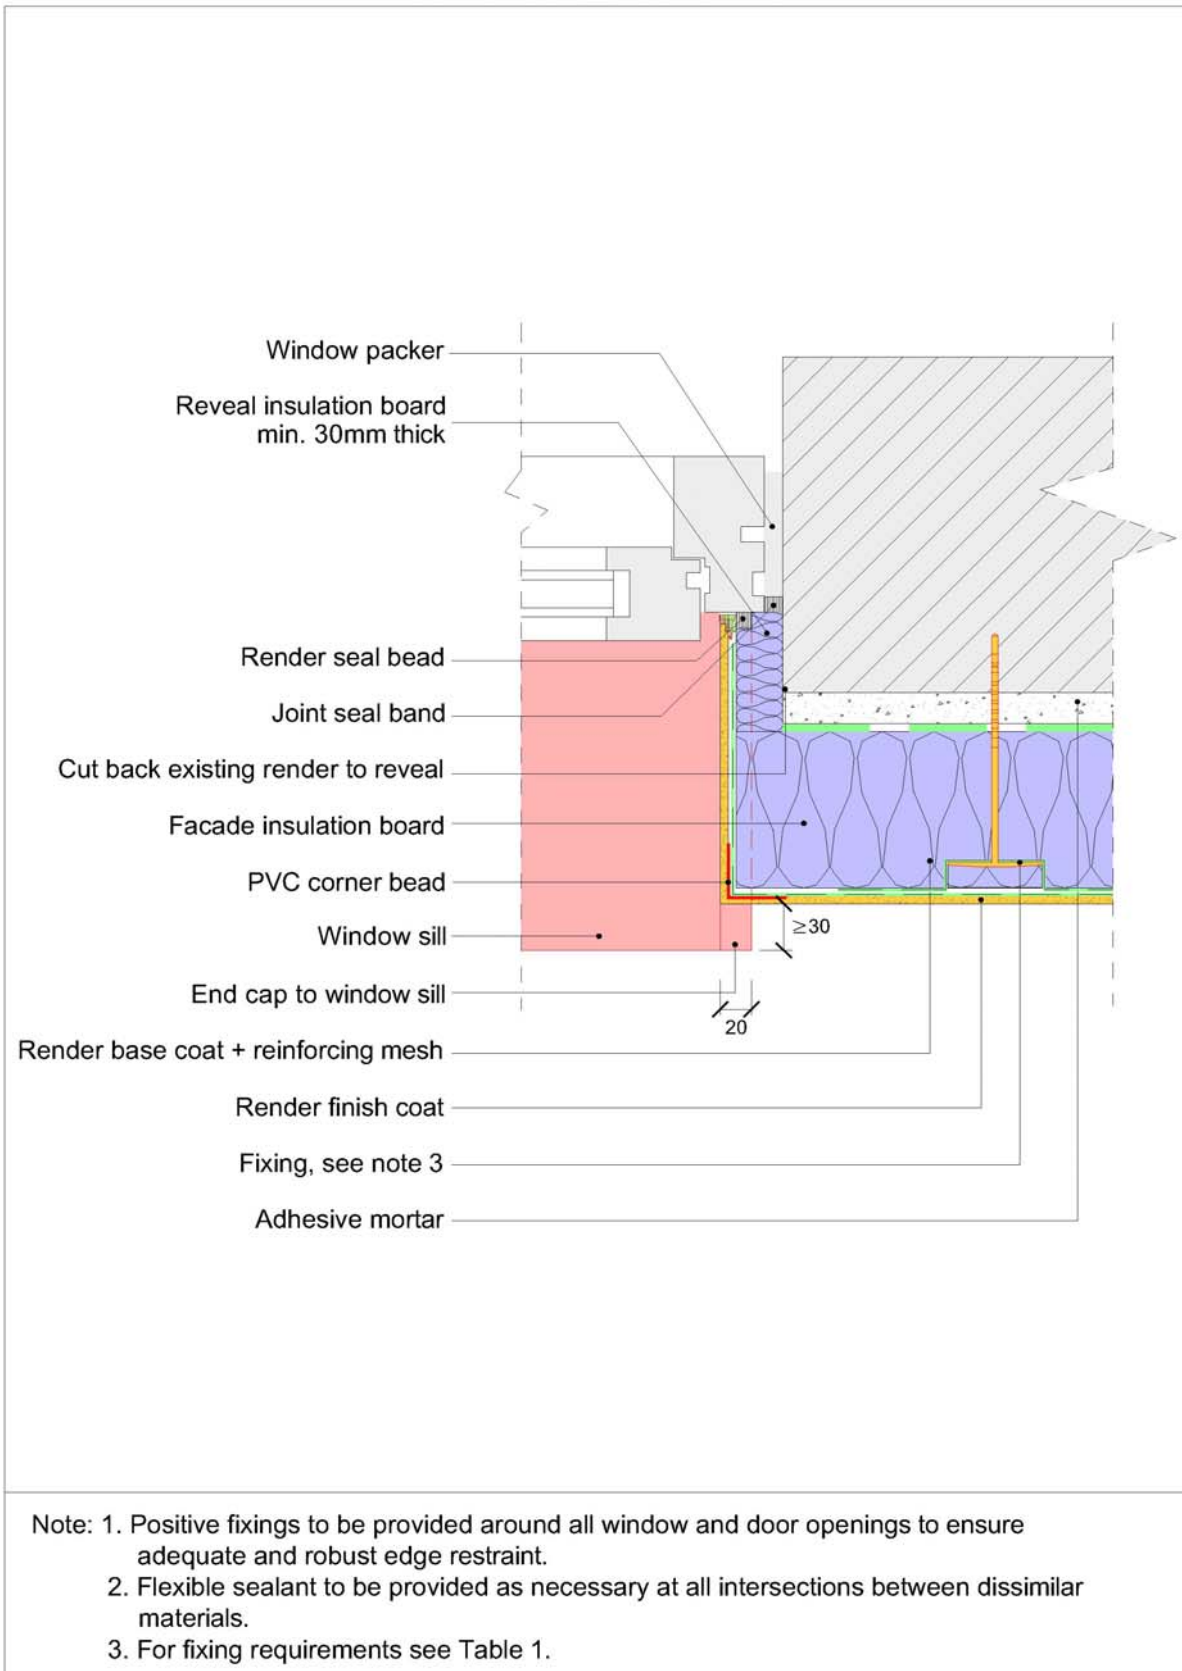 Window packer
Reveal insulation board
min. 30mm thick
Render seal bead
Joint seal band
Cut back existing render to reveal
Facade insulation board
PVC corner bead
Window sill
≥30
End cap to window sill
20
Render base coat + reinforcing mesh
Render finish coat
Fixing, see note 3
Adhesive mortar
Note: 1. Positive fixings to be provided around all window and door openings to ensure
adequate and robust edge restraint.
2. Flexible sealant to be provided as necessary at all intersections between dissimilar
materials.
3. For fixing requirements see Table 1.